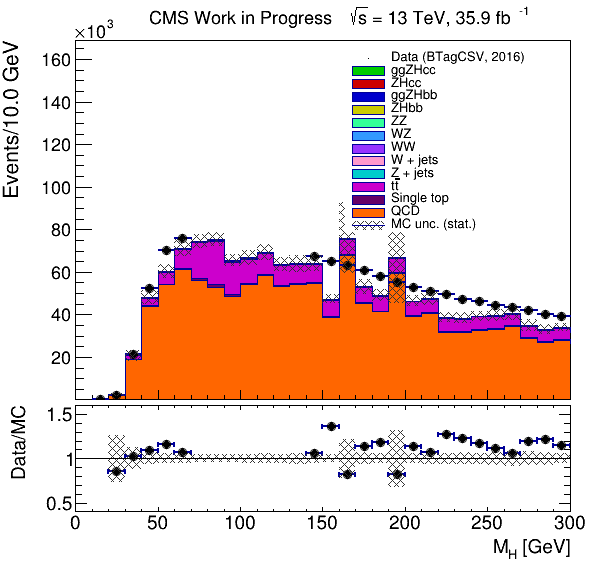 CMS Work in Progress √s = 13 TeV, 35.9 fb -1
×10³
Events/10.0 GeV
160
140
120
100
80
60
40
20
Data (BTagCSV, 2016)
ggZHcc
ZHcc
ggZHbb
ZHbb
ZZ
WZ
WW
W + jets
Z + jets
tt̅
Single top
QCD
MC unc. (stat.)
Data/MC
1.5
1
0.5
0 50 100 150 200 250 300
M_H [GeV]